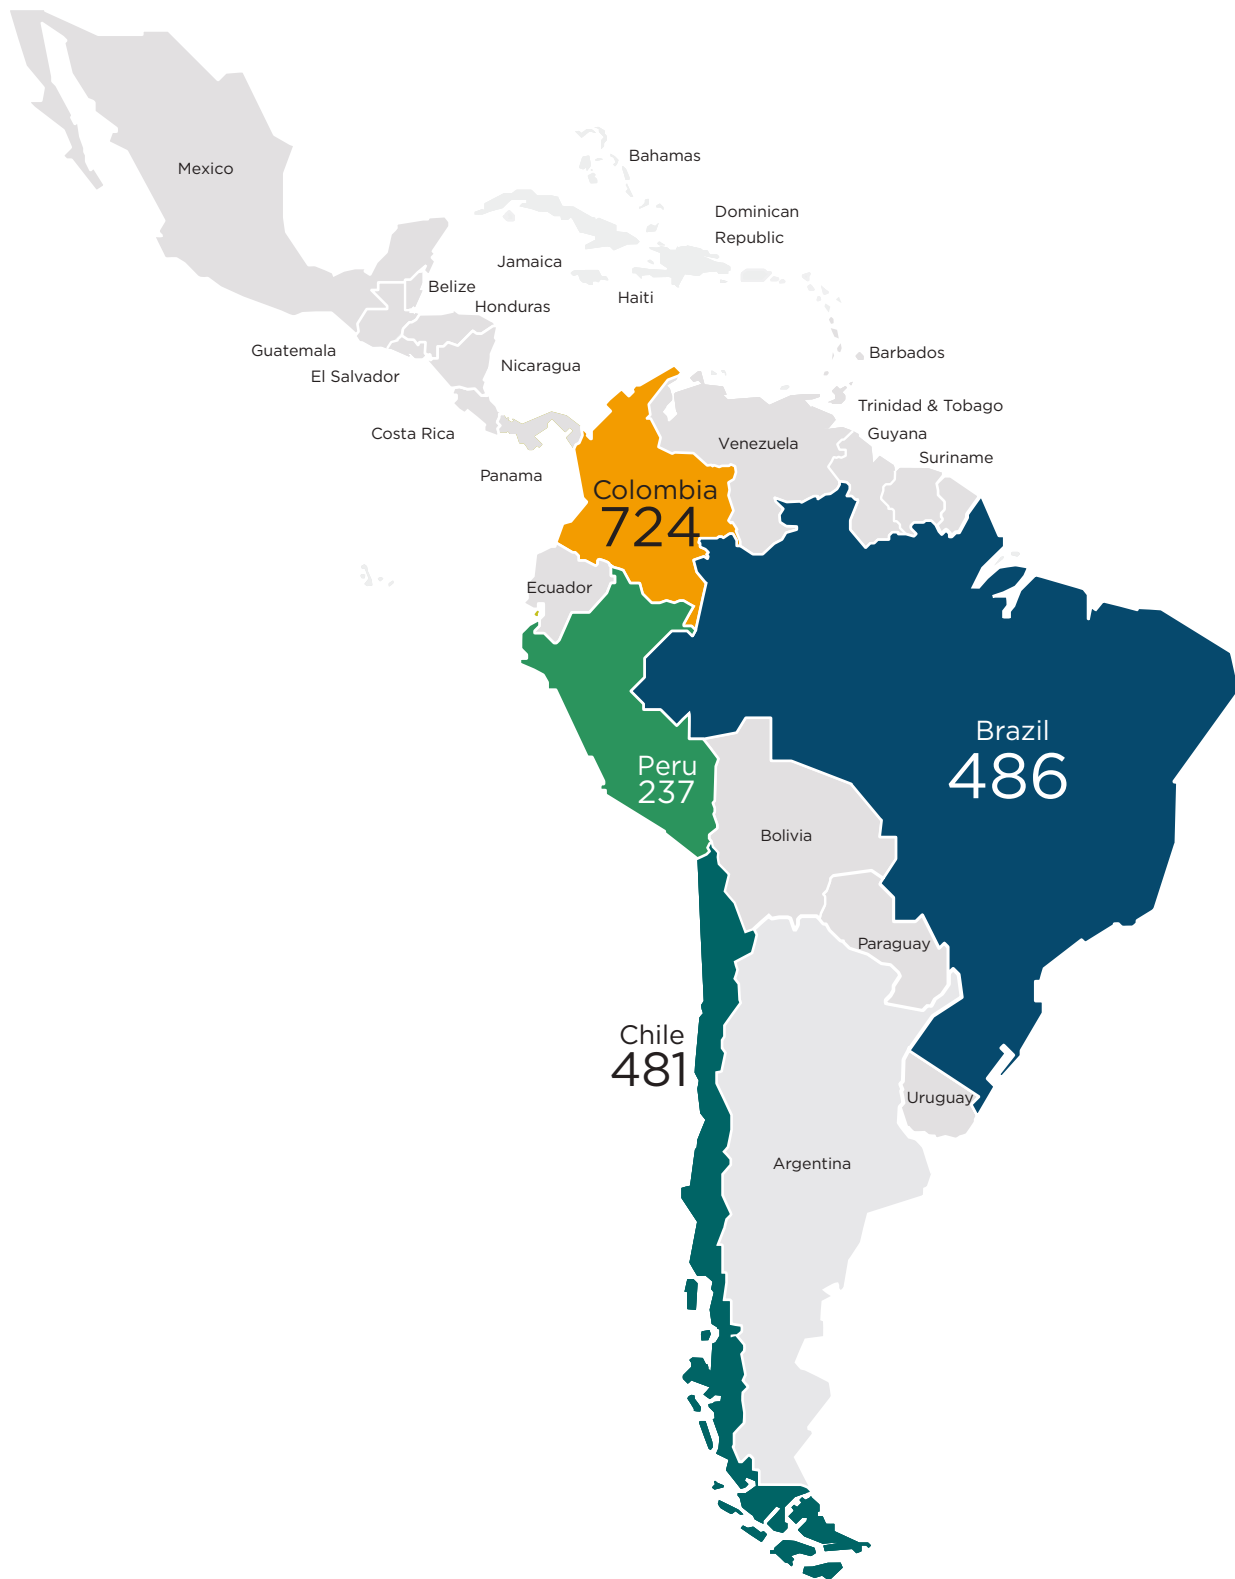 Mexico
Bahamas
Dominican
Republic
Jamaica
Belize
Haiti
Honduras
Guatemala
Barbados
Nicaragua
El Salvador
Trinidad & Tobago
Costa Rica
Guyana
Venezuela
Suriname
Panama
Colombia
724
Ecuador
Brazil
486
Peru
237
Bolivia
Paraguay
Chile
481
Uruguay
Argentina